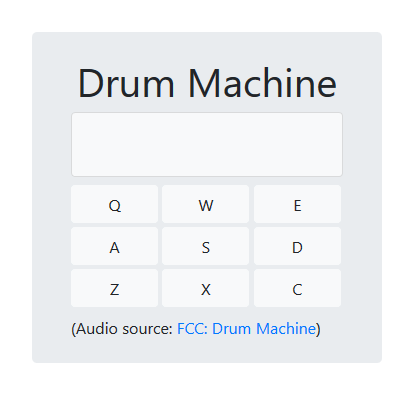 Drum Machine
Q W E
A S D
Z X C
(Audio source: FCC: Drum Machine)